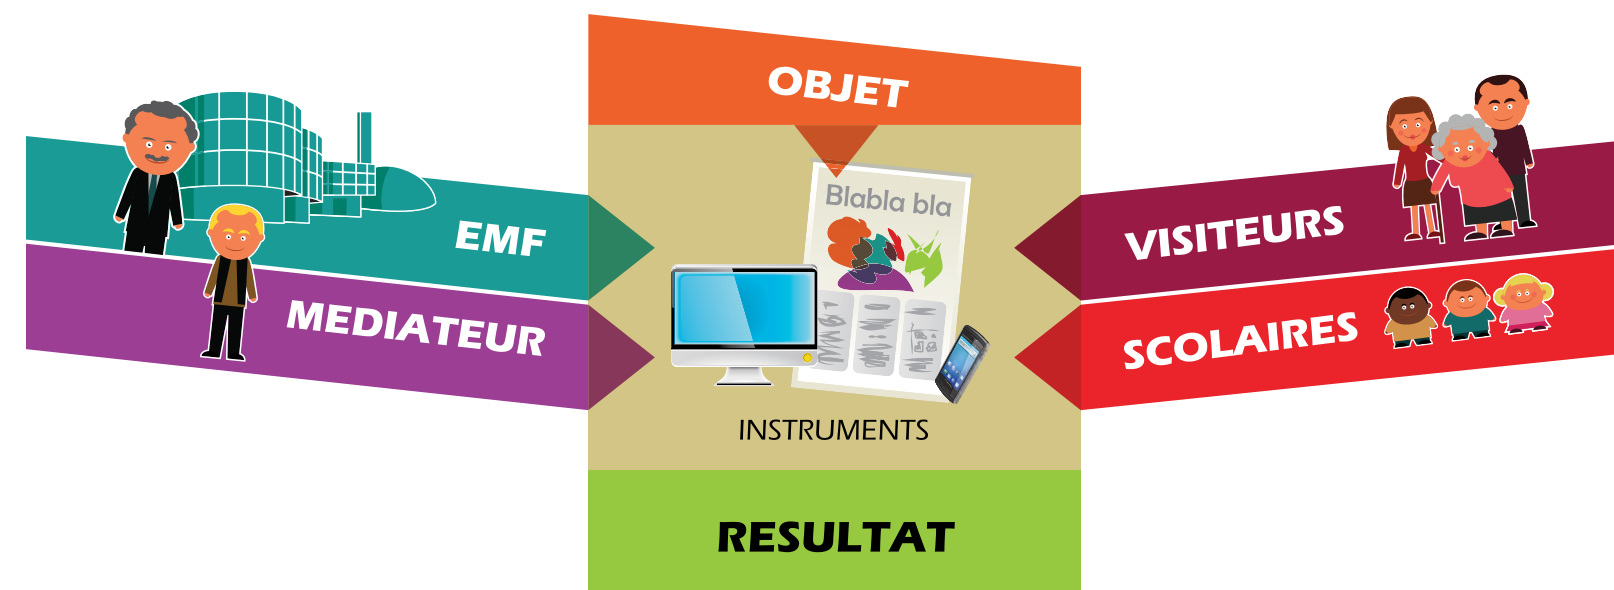 OBJET
Blabla bla
EMF
MEDIATEUR
VISITEURS
SCOLAIRES
INSTRUMENTS
RESULTAT